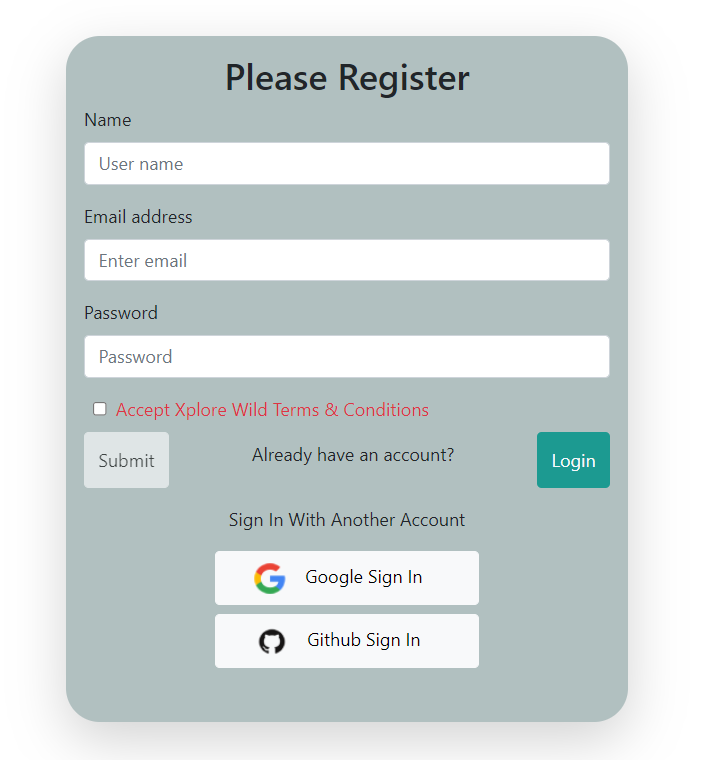 Please Register
Name
User name
Email address
Enter email
Password
Password
Accept Xplore Wild Terms & Conditions
Submit Already have an account? Login
Sign In With Another Account
Google Sign In
Github Sign In